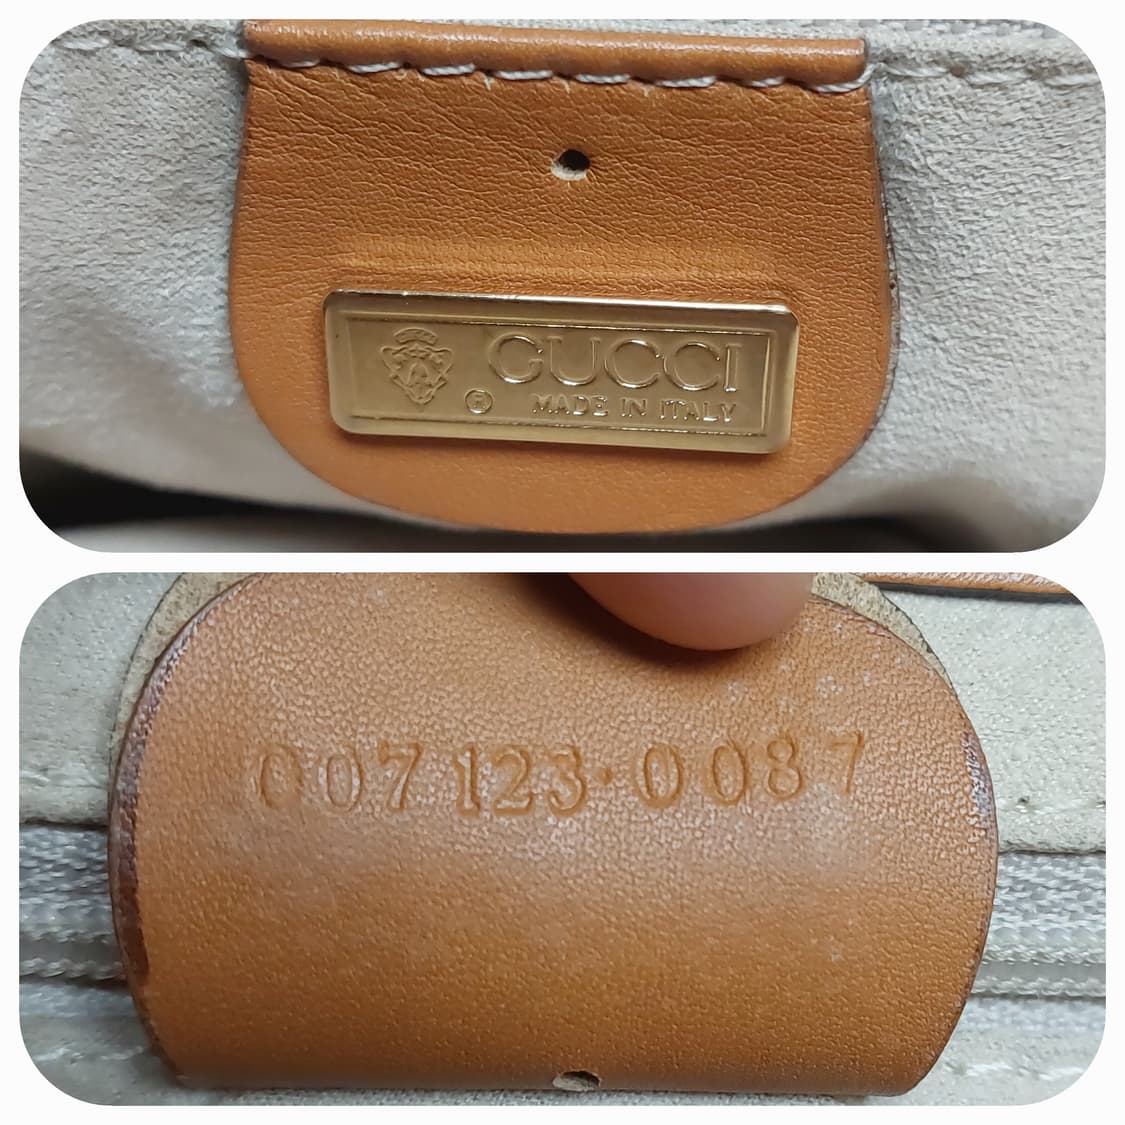 GUCCI
® MADE IN ITALY
007 123·0087